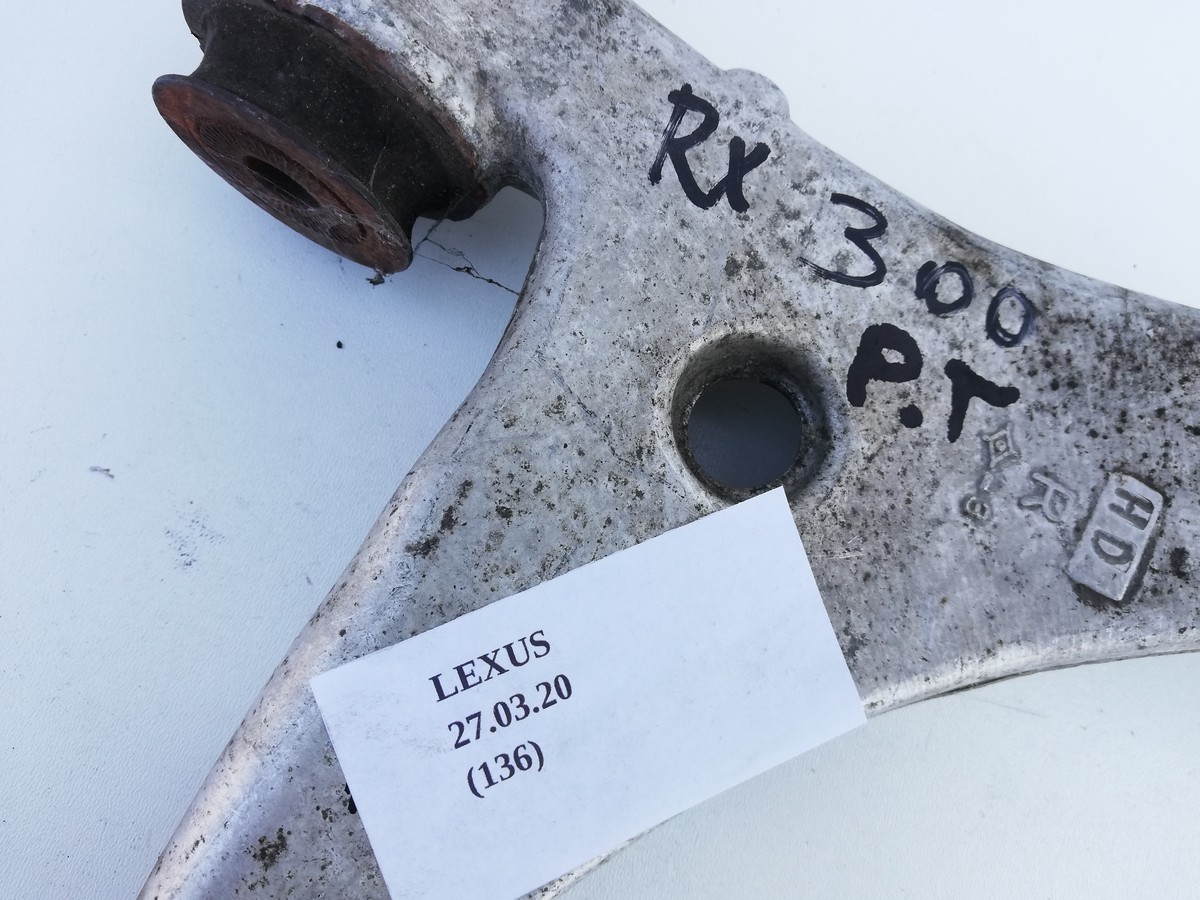 Rx 300
P.r
R
HD
LEXUS
27.03.20
(136)